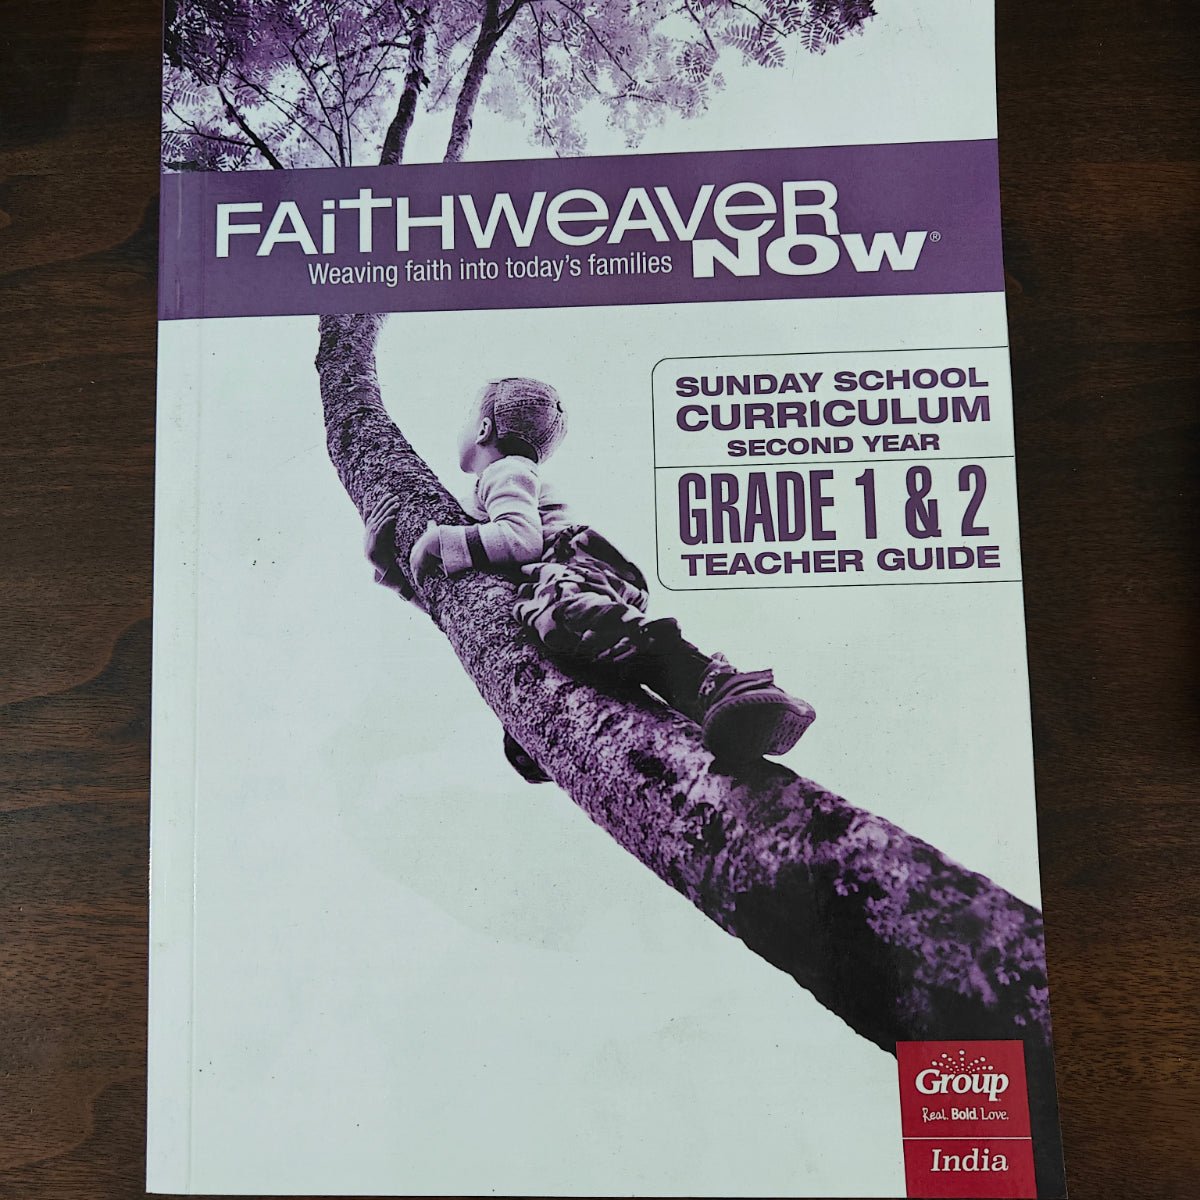 FAiTHWeAVeR
NOW®
Weaving faith into today's families
SUNDAY SCHOOL
CURRICULUM
SECOND YEAR
GRADE 1 & 2
TEACHER GUIDE
Group
Real. Bold. Love.
India